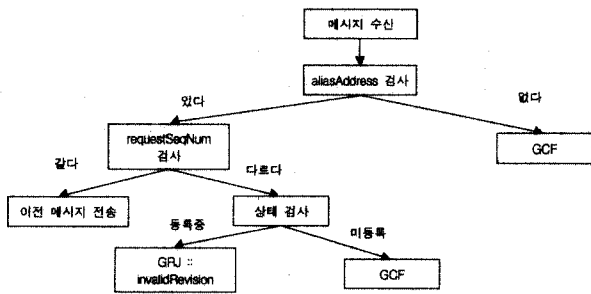 메시지 수신
aliasAddress 검사
있다
없다
requestSeqNum
검사
GCF
같다
다르다
이전 메시지 전송
상태 검사
등록중
미등록
GRJ ::
invalidRevision
GCF